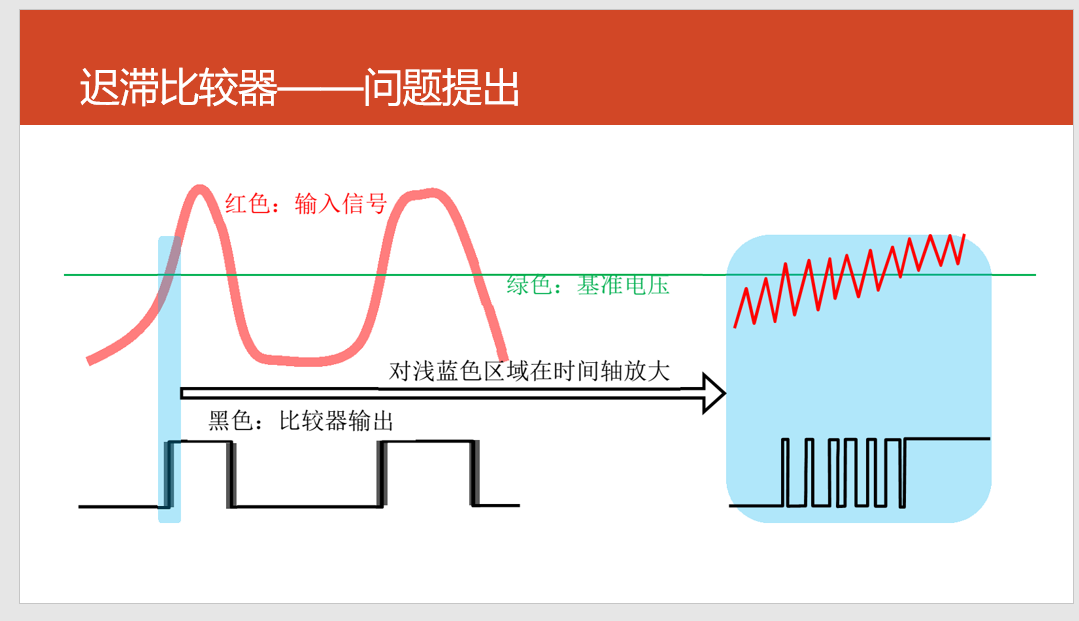 迟滞比较器——问题提出
红色：输入信号
绿色：基准电压
对浅蓝色区域在时间轴放大
黑色：比较器输出